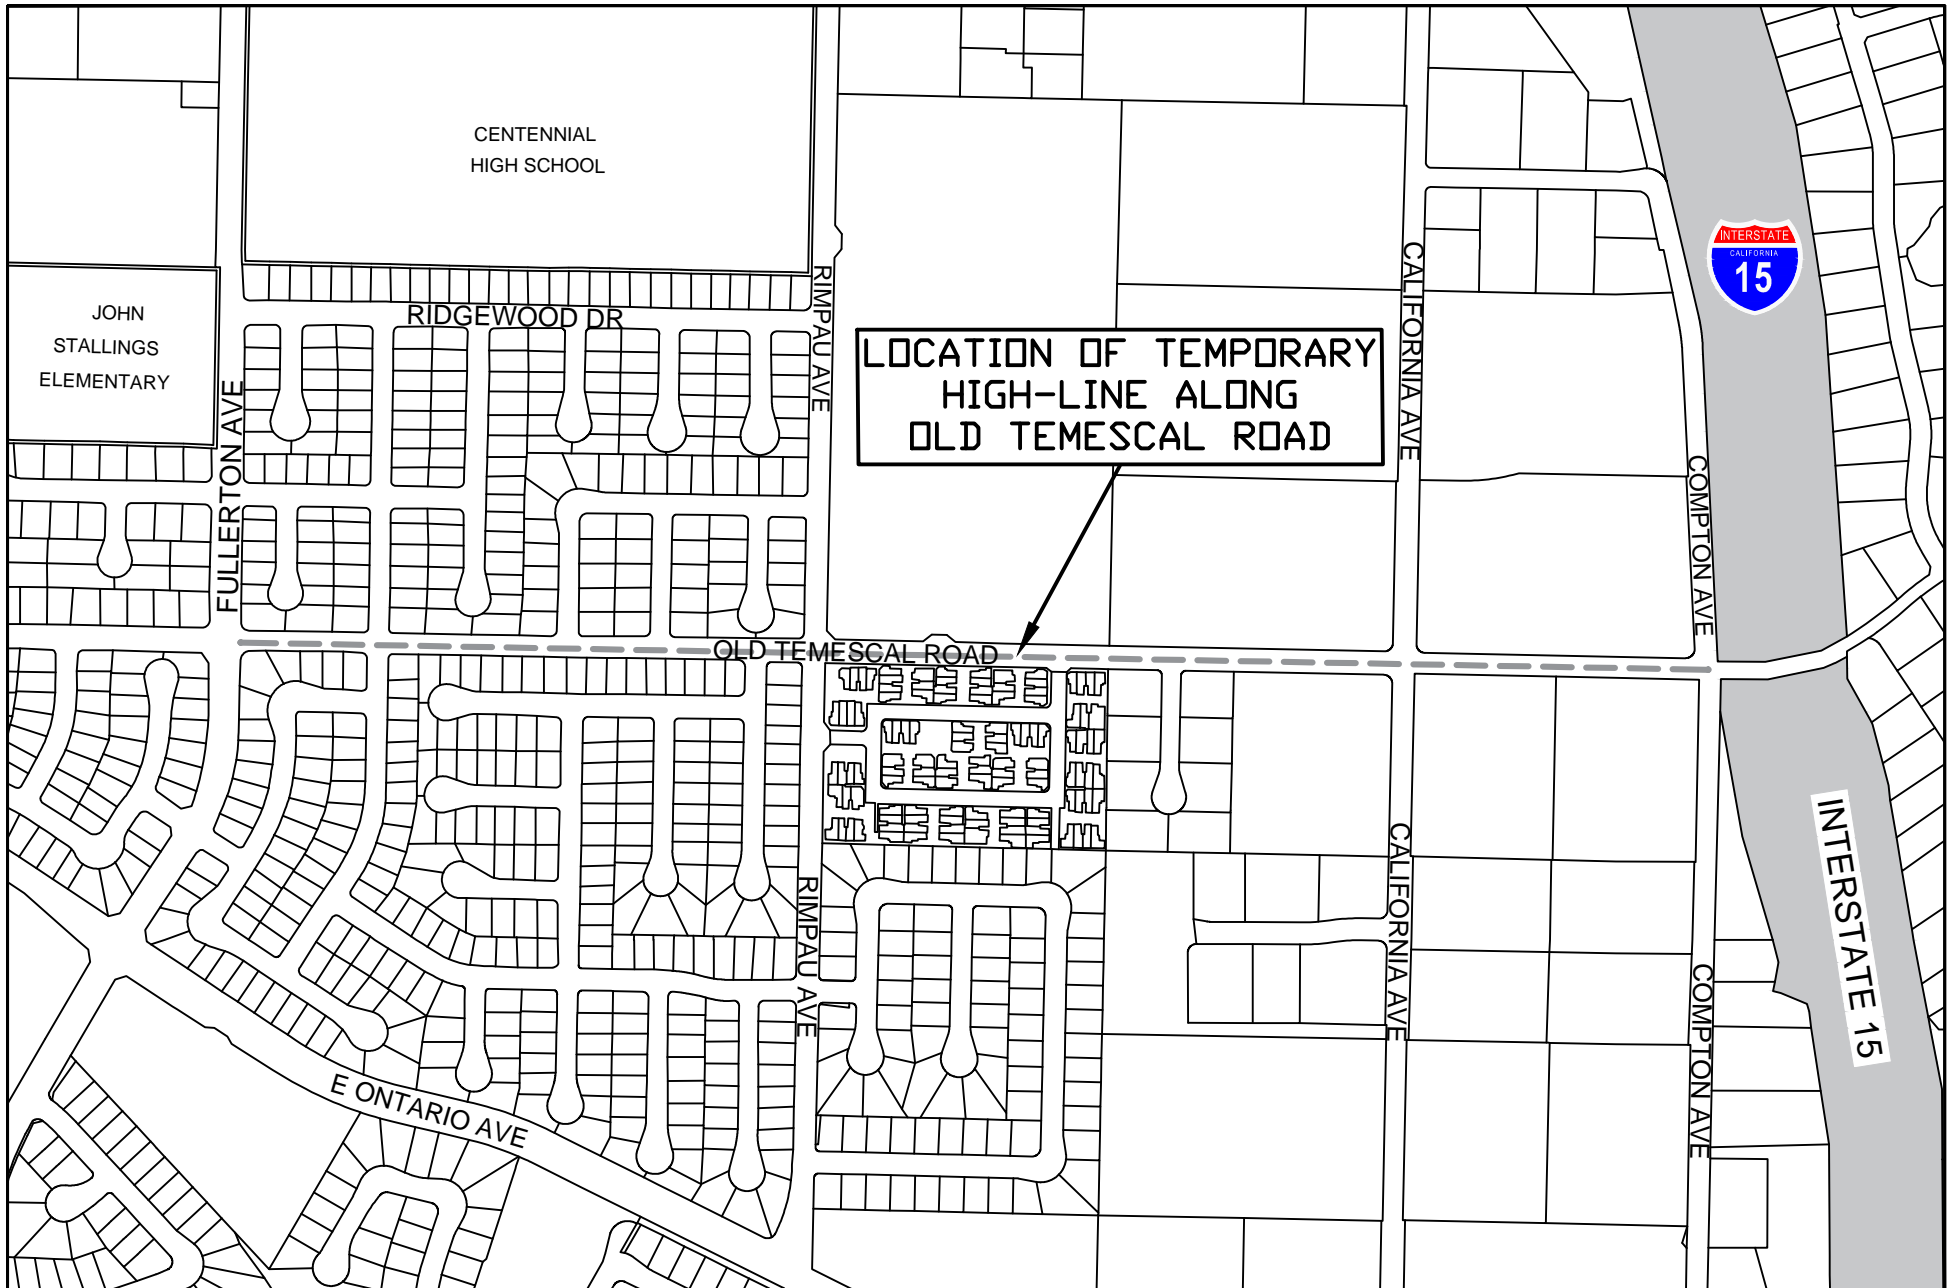 CENTENNIAL
HIGH SCHOOL
INTERSTATE
CALIFORNIA
15
JOHN
STALLINGS
ELEMENTARY
RIDGEWOOD DR
RIMPAU AVE
CALIFORNIA AVE
LOCATION OF TEMPORARY
HIGH-LINE ALONG
OLD TEMESCAL ROAD
FULLERTON AVE
COMPTON AVE
OLD TEMESCAL ROAD
INTERSTATE 15
CALIFORNIA AVE
RIMPAU AVE
COMPTON AVE
E ONTARIO AVE